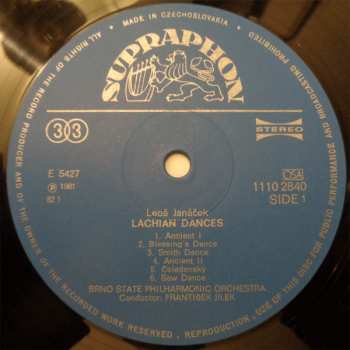 ALL RIGHTS OF THE RECORD PRODUCER AND OF THE OWNER OF THE WORK RESERVED · REPRODUCTION · USE OF THIS DISC FOR PUBLIC PERFORMANCE AND BROADCASTING PROHIBITED
· MADE IN CZECHOSLOVAKIA ·
SUPRAPHON
33
STEREO
E 5427
℗ 1981
82 1
OSA
1110 2840
SIDE 1
Leoš Janáček
LACHIAN DANCES
1. Ancient I
2. Blessing's Dance
3. Smith Dance
4. Ancient II
5. Čeladenský
6. Saw Dance
BRNO STATE PHILHARMONIC ORCHESTRA,
Conductor: FRANTIŠEK JÍLEK